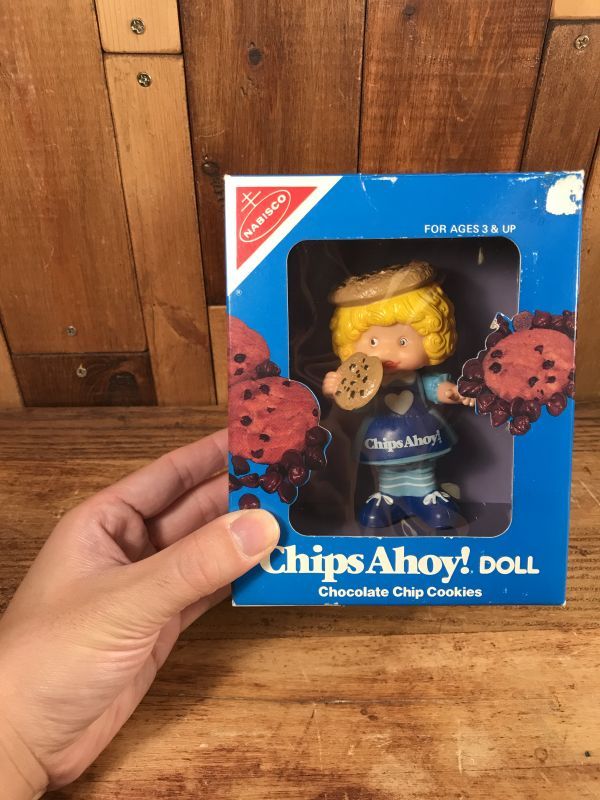 NABISCO
FOR AGES 3 & UP
Chips Ahoy!
Chips Ahoy! DOLL
Chocolate Chip Cookies